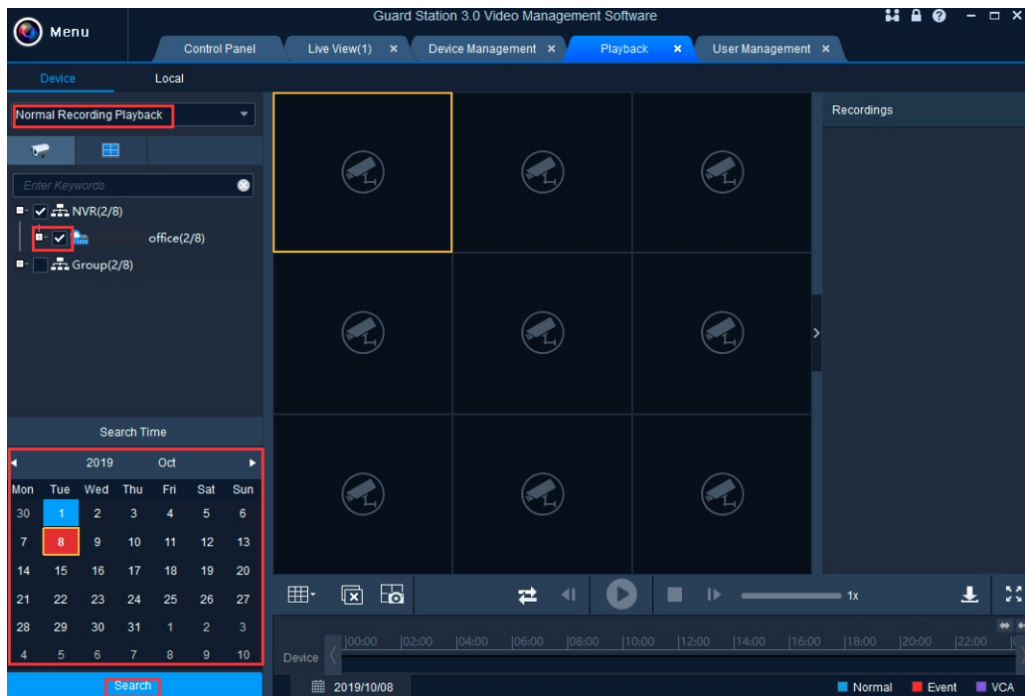 Guard Station 3.0 Video Management Software
Menu
Control Panel Live View(1) Device Management Playback User Management
Device Local
Normal Recording Playback
Recordings
Enter Keywords
NVR(2/8)
office(2/8)
Group(2/8)
Search Time
2019 Oct
Mon Tue Wed Thu Fri Sat Sun
30 1 2 3 4 5 6
7 8 9 10 11 12 13
14 15 16 17 18 19 20
21 22 23 24 25 26 27
28 29 30 31 1 2 3
4 5 6 7 8 9 10
Search
1x
00:00 02:00 04:00 06:00 08:00 10:00 12:00 14:00 16:00 18:00 20:00 22:00
Device
2019/10/08
Normal Event VCA